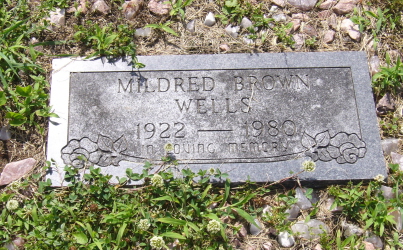 MILDRED BROWN
WELLS
1922 — 1980
IN LOVING MEMORY